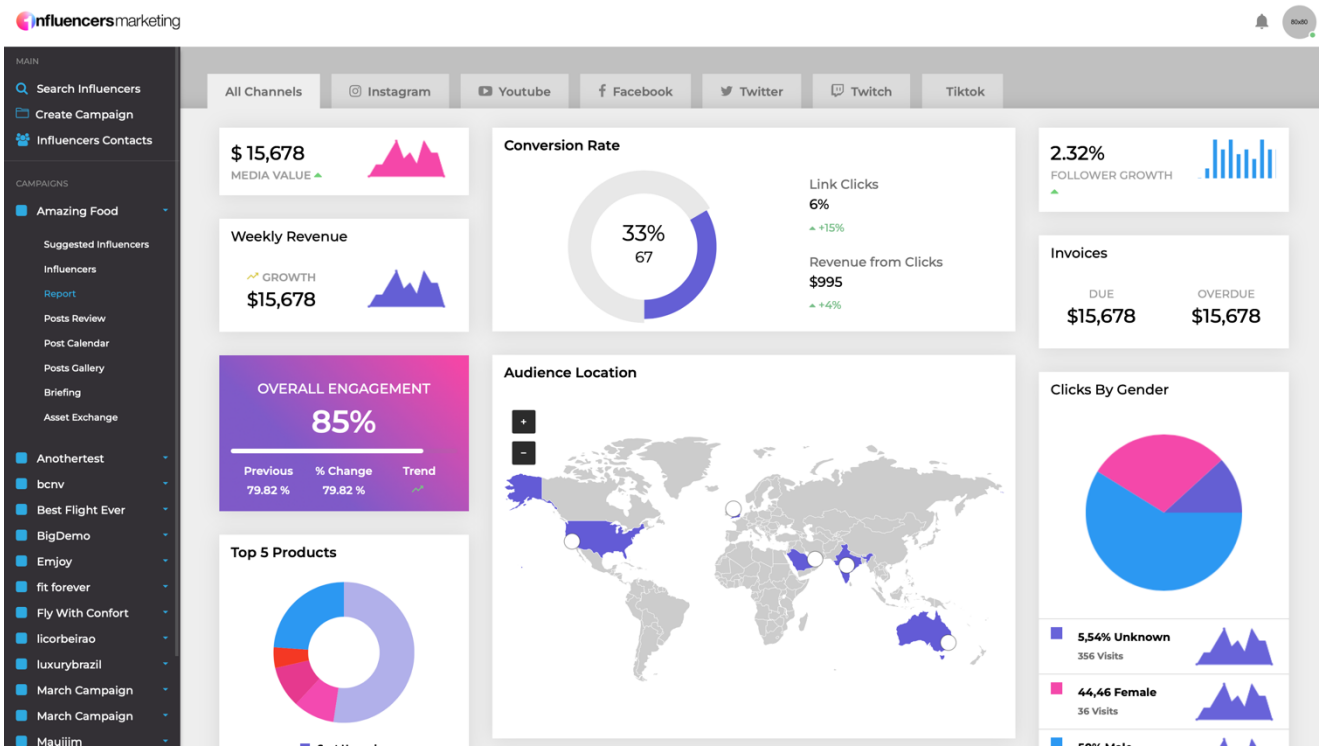 1nfluencersmarketing
80x80
MAIN
Search Influencers
Create Campaign
Influencers Contacts
CAMPAIGNS
Amazing Food
Suggested Influencers
Influencers
Report
Posts Review
Post Calendar
Posts Gallery
Briefing
Asset Exchange
Anothertest
bcnv
Best Flight Ever
BigDemo
Emjoy
fit forever
Fly With Confort
licorbeirao
luxurybrazil
March Campaign
March Campaign
Mauiiim
All Channels
Instagram
Youtube
Facebook
Twitter
Twitch
Tiktok
$ 15,678
MEDIA VALUE
Weekly Revenue
GROWTH
$15,678
OVERALL ENGAGEMENT
85%
Previous % Change Trend
79.82 % 79.82 %
Top 5 Products
Conversion Rate
33%
67
Link Clicks
6%
+15%
Revenue from Clicks
$995
+4%
Audience Location
+
−
2.32%
FOLLOWER GROWTH
Invoices
DUE OVERDUE
$15,678 $15,678
Clicks By Gender
5,54% Unknown
356 Visits
44,46 Female
36 Visits
50% Male